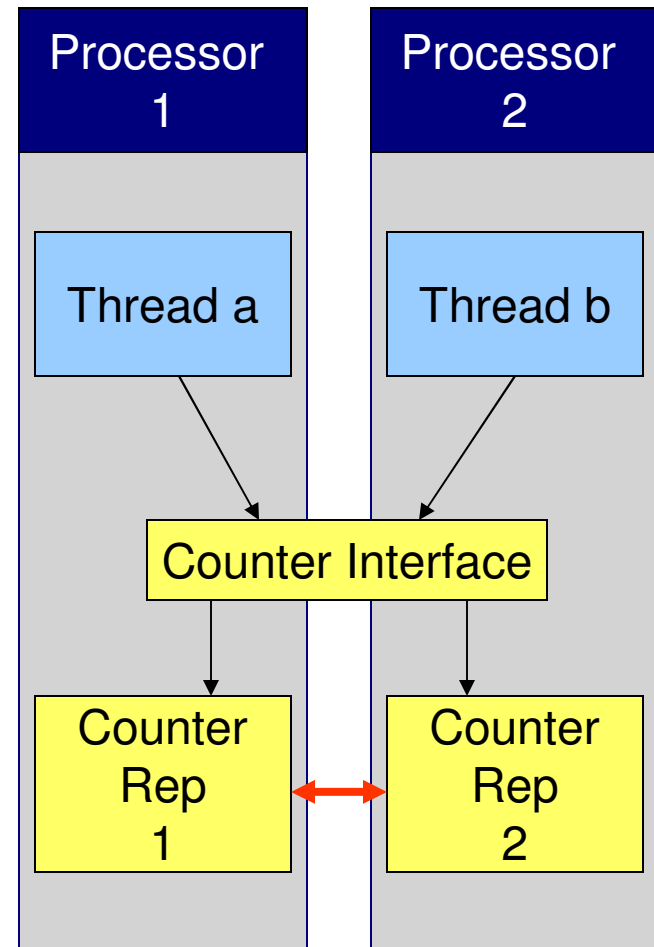 Processor
1
Processor
2
Thread a
Thread b
Counter Interface
Counter
Rep
1
Counter
Rep
2